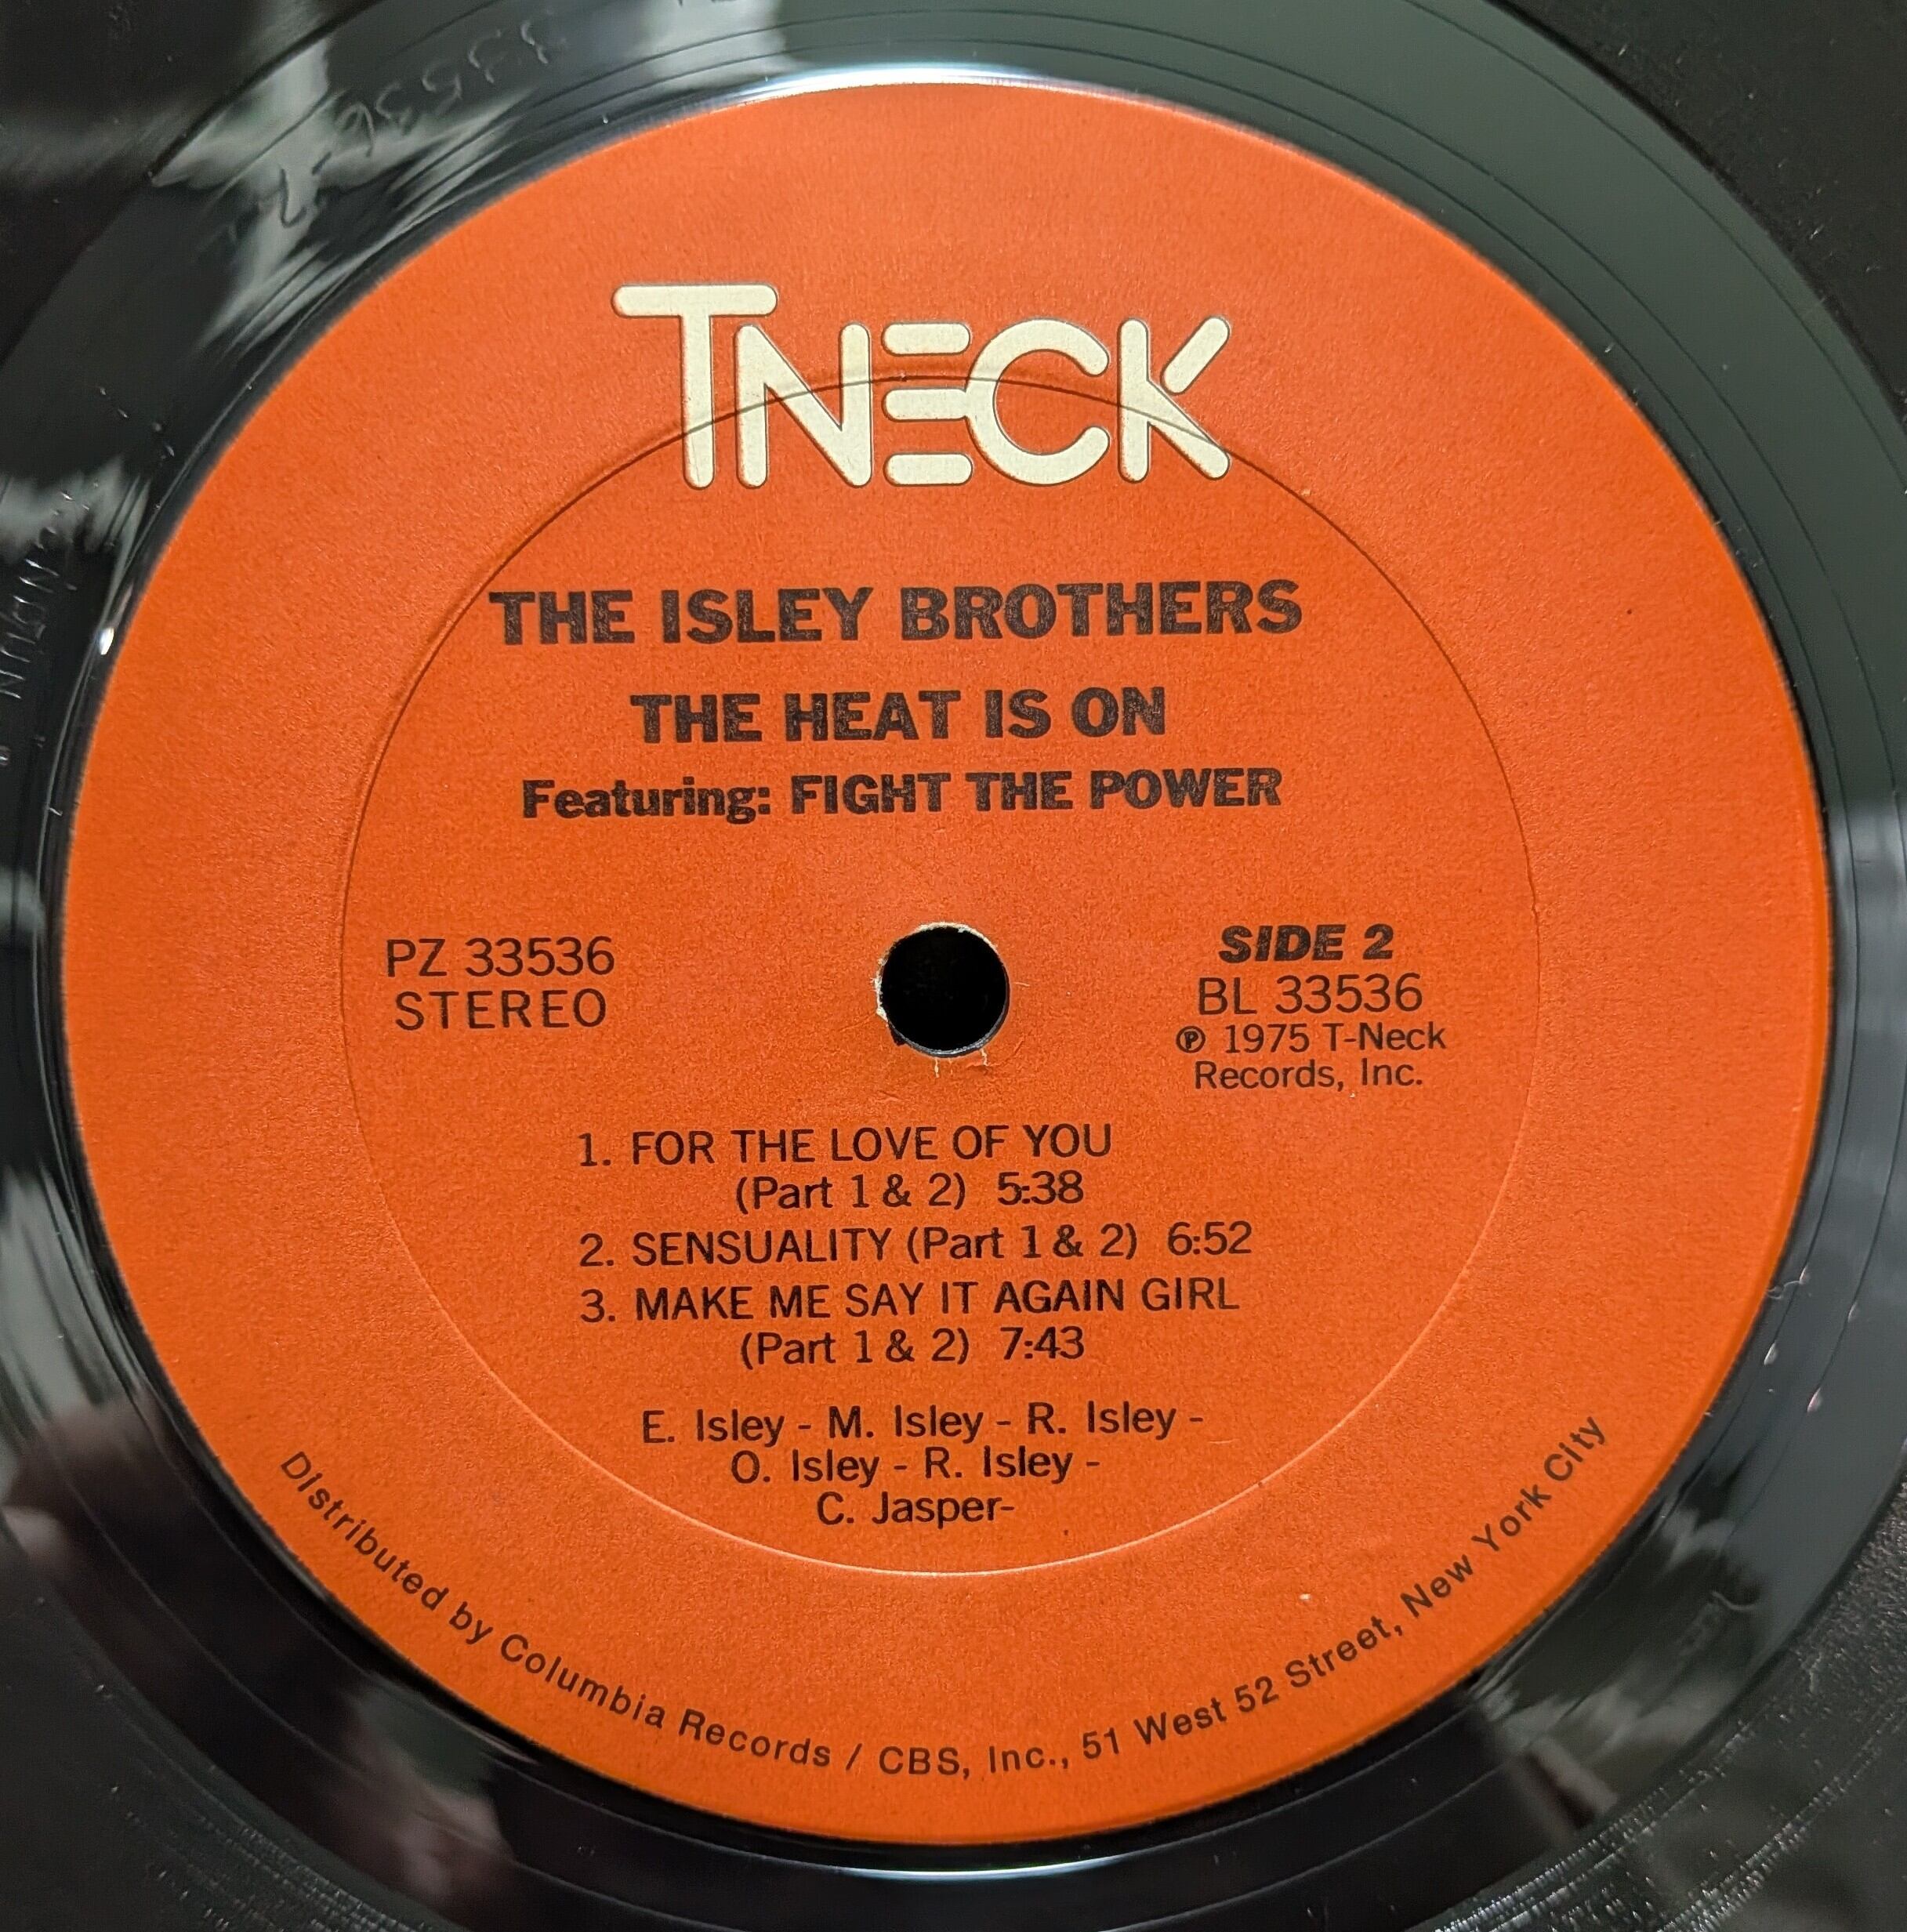 TNECK
THE ISLEY BROTHERS
THE HEAT IS ON
Featuring: FIGHT THE POWER
PZ 33536
STEREO
SIDE 2
BL 33536
℗ 1975 T-Neck
Records, Inc.
1. FOR THE LOVE OF YOU
(Part 1 & 2) 5:38
2. SENSUALITY (Part 1 & 2) 6:52
3. MAKE ME SAY IT AGAIN GIRL
(Part 1 & 2) 7:43
E. Isley - M. Isley - R. Isley -
O. Isley - R. Isley -
C. Jasper-
Distributed by Columbia Records / CBS, Inc., 51 West 52 Street, New York City